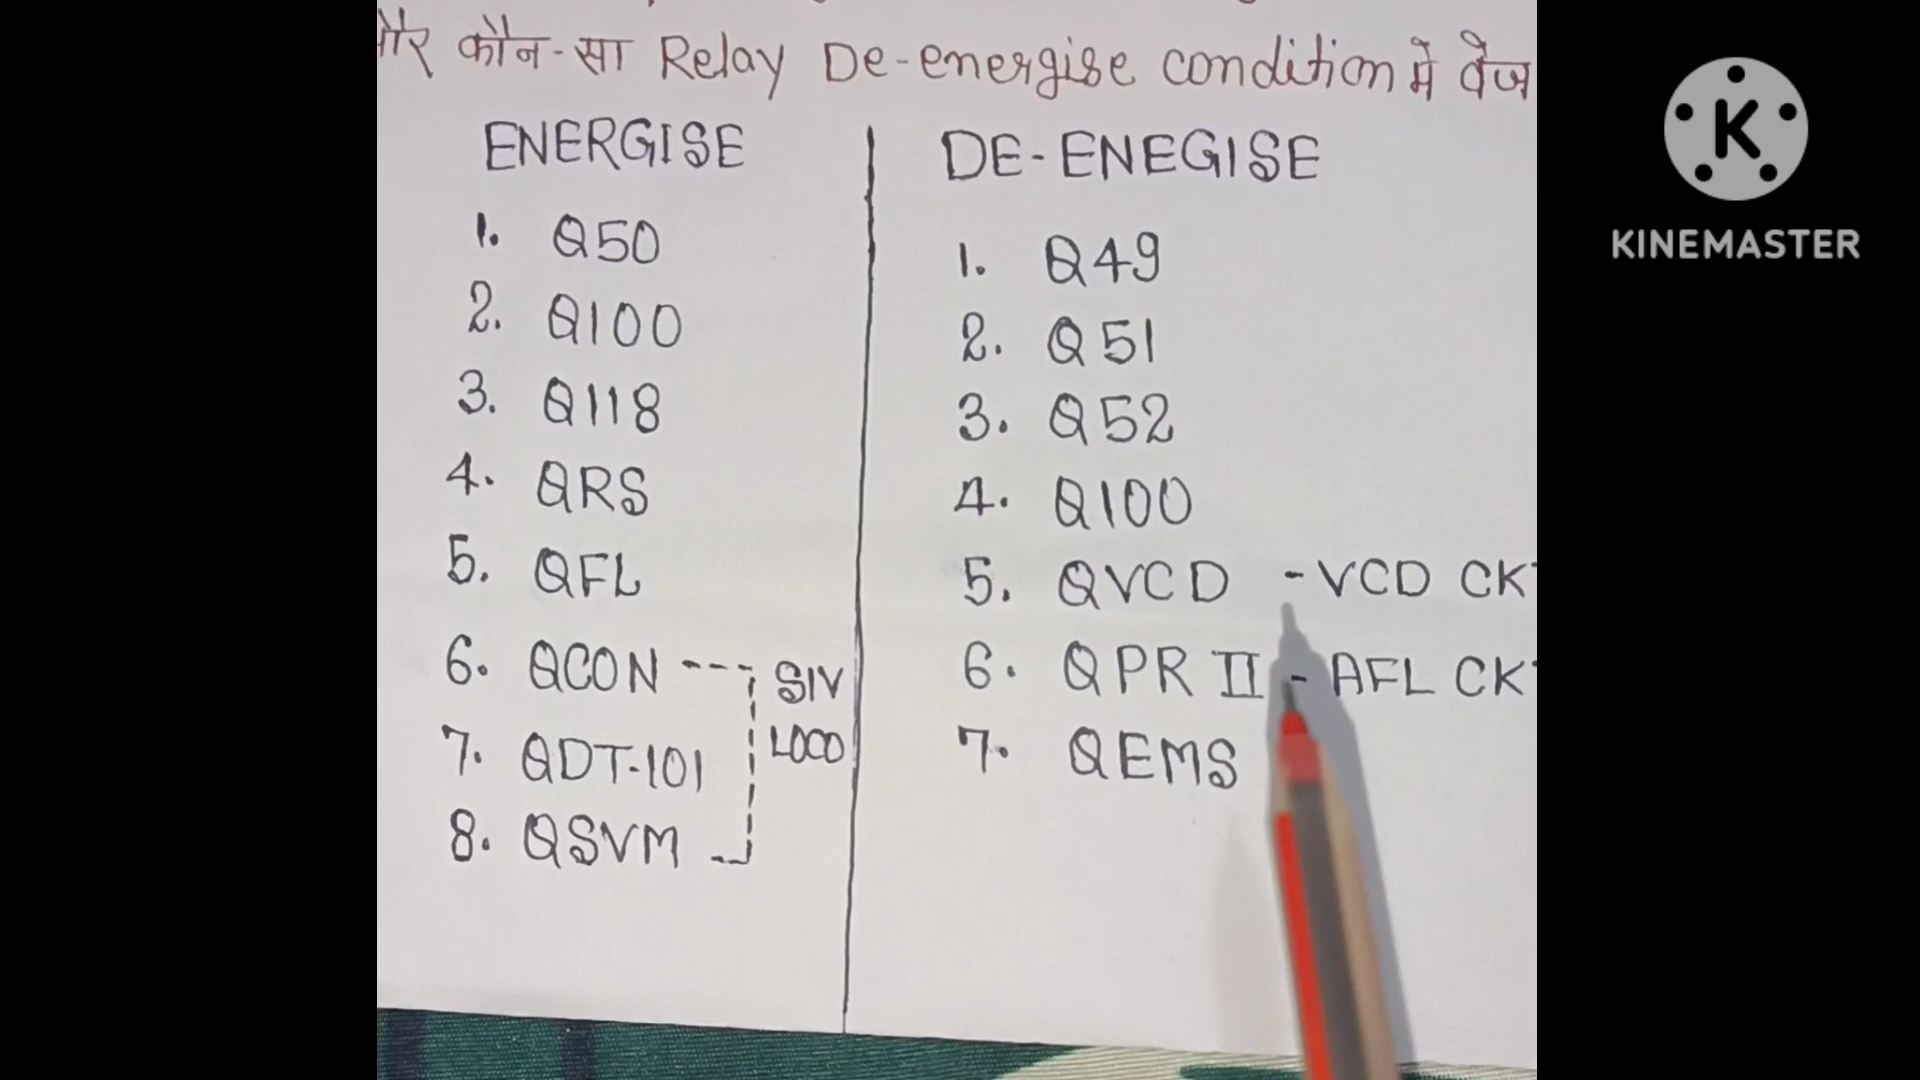 और कौन-सा Relay De-energise condition में वेज
ENERGISE
1. Q50
2. Q100
3. Q118
4. QRS
5. QFL
6. QCON
7. QDT-101
8. QSVM
SIV
LOCO
DE-ENEGISE
1. Q49
2. Q51
3. Q52
4. Q100
5. QVCD - VCD CKT
6. QPR II - AFL CKT
7. QEMS
K
KINEMASTER